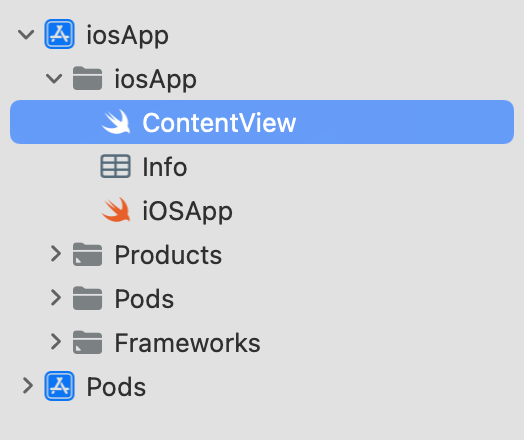 iosApp
iosApp
ContentView
Info
iOSApp
Products
Pods
Frameworks
Pods